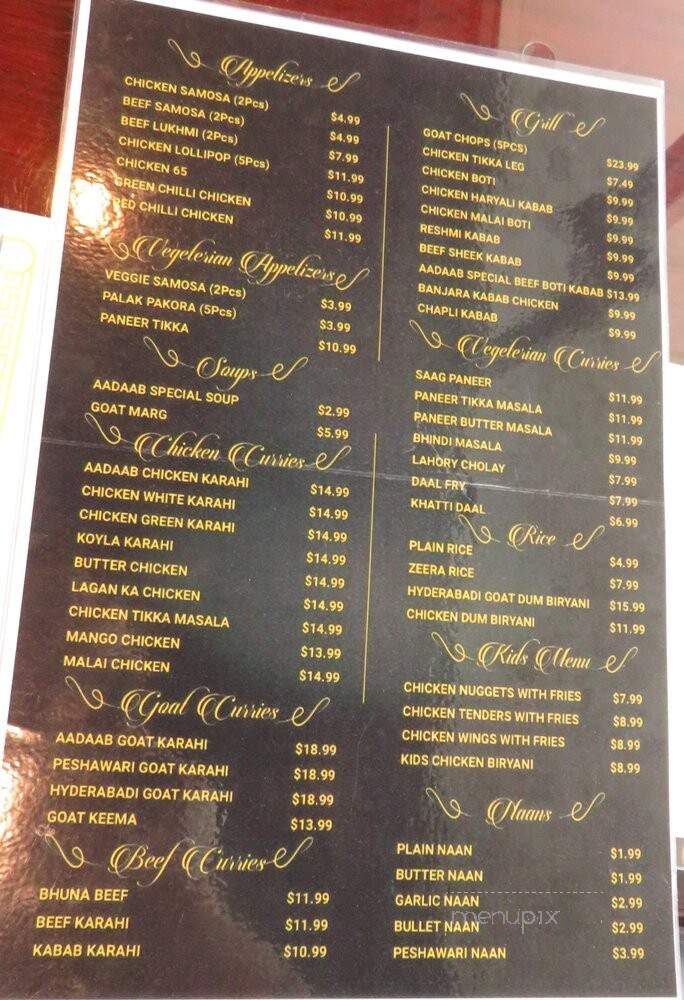 Appetizers
CHICKEN SAMOSA (2Pcs) $4.99
BEEF SAMOSA (2Pcs) $4.99
BEEF LUKHMI (2Pcs) $7.99
CHICKEN LOLLIPOP (5Pcs) $11.99
CHICKEN 65 $10.99
GREEN CHILLI CHICKEN $10.99
RED CHILLI CHICKEN $11.99
Vegeterian Appetizers
VEGGIE SAMOSA (2Pcs) $3.99
PALAK PAKORA (5Pcs) $3.99
PANEER TIKKA $10.99
Soups
AADAAB SPECIAL SOUP $2.99
GOAT MARG $5.99
Chicken Curries
AADAAB CHICKEN KARAHI $14.99
CHICKEN WHITE KARAHI $14.99
CHICKEN GREEN KARAHI $14.99
KOYLA KARAHI $14.99
BUTTER CHICKEN $14.99
LAGAN KA CHICKEN $14.99
CHICKEN TIKKA MASALA $14.99
MANGO CHICKEN $13.99
MALAI CHICKEN $14.99
Goat Curries
AADAAB GOAT KARAHI $18.99
PESHAWARI GOAT KARAHI $18.99
HYDERABADI GOAT KARAHI $18.99
GOAT KEEMA $13.99
Beef Curries
BHUNA BEEF $11.99
BEEF KARAHI $11.99
KABAB KARAHI $10.99
Grill
GOAT CHOPS (5PCS) $23.99
CHICKEN TIKKA LEG $7.49
CHICKEN BOTI $9.99
CHICKEN HARYALI KABAB $9.99
CHICKEN MALAI BOTI $9.99
RESHMI KABAB $9.99
BEEF SHEEK KABAB $9.99
AADAAB SPECIAL BEEF BOTI KABAB $13.99
BANJARA KABAB CHICKEN $9.99
CHAPLI KABAB $9.99
Vegeterian Curries
SAAG PANEER $11.99
PANEER TIKKA MASALA $11.99
PANEER BUTTER MASALA $11.99
BHINDI MASALA $9.99
LAHORY CHOLAY $7.99
DAAL FRY $7.99
KHATTI DAAL $6.99
Rice
PLAIN RICE $4.99
ZEERA RICE $7.99
HYDERABADI GOAT DUM BIRYANI $15.99
CHICKEN DUM BIRYANI $11.99
Kids Menu
CHICKEN NUGGETS WITH FRIES $7.99
CHICKEN TENDERS WITH FRIES $8.99
CHICKEN WINGS WITH FRIES $8.99
KIDS CHICKEN BIRYANI $8.99
Naans
PLAIN NAAN $1.99
BUTTER NAAN $1.99
GARLIC NAAN $2.99
BULLET NAAN $2.99
PESHAWARI NAAN $3.99
menupix